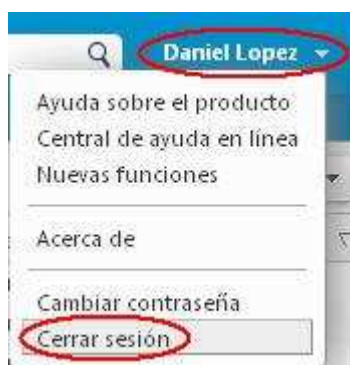 Daniel Lopez
Ayuda sobre el producto
Central de ayuda en línea
Nuevas funciones
Acerca de
Cambiar contraseña
Cerrar sesión